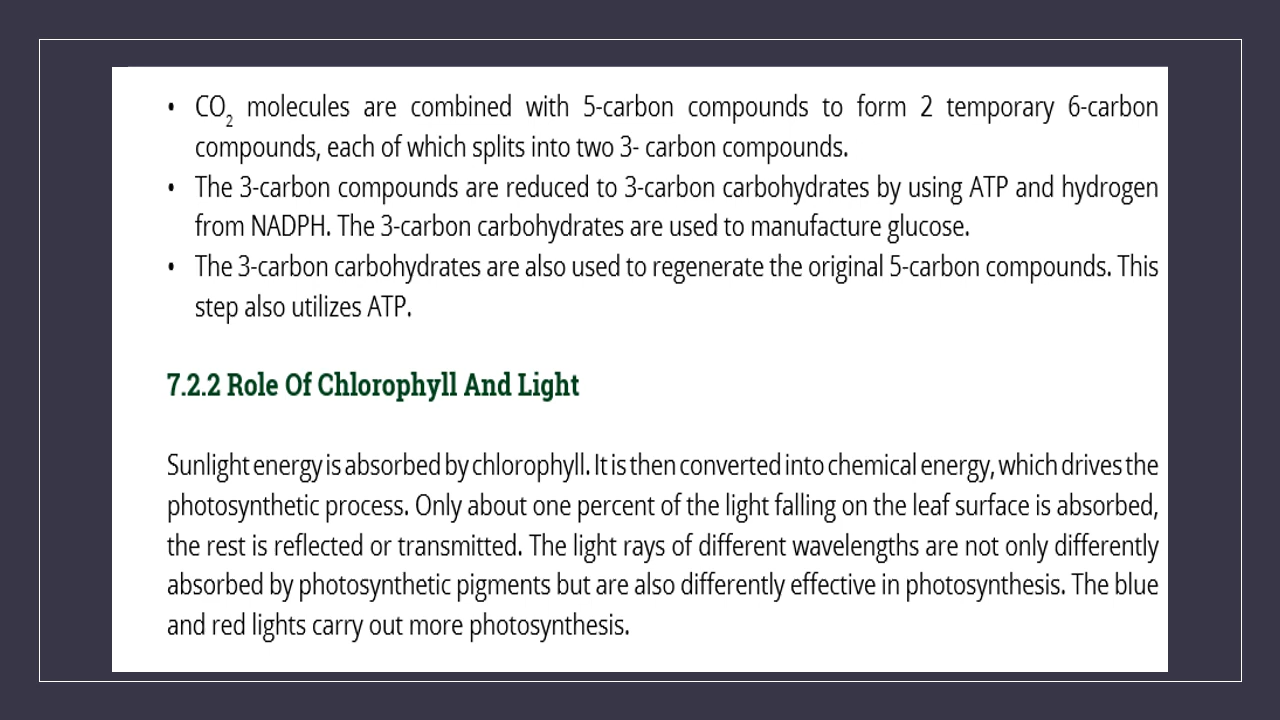 • CO₂ molecules are combined with 5-carbon compounds to form 2 temporary 6-carbon
compounds, each of which splits into two 3- carbon compounds.
• The 3-carbon compounds are reduced to 3-carbon carbohydrates by using ATP and hydrogen
from NADPH. The 3-carbon carbohydrates are used to manufacture glucose.
• The 3-carbon carbohydrates are also used to regenerate the original 5-carbon compounds. This
step also utilizes ATP.
7.2.2 Role Of Chlorophyll And Light
Sunlight energy is absorbed by chlorophyll. It is then converted into chemical energy, which drives the
photosynthetic process. Only about one percent of the light falling on the leaf surface is absorbed,
the rest is reflected or transmitted. The light rays of different wavelengths are not only differently
absorbed by photosynthetic pigments but are also differently effective in photosynthesis. The blue
and red lights carry out more photosynthesis.